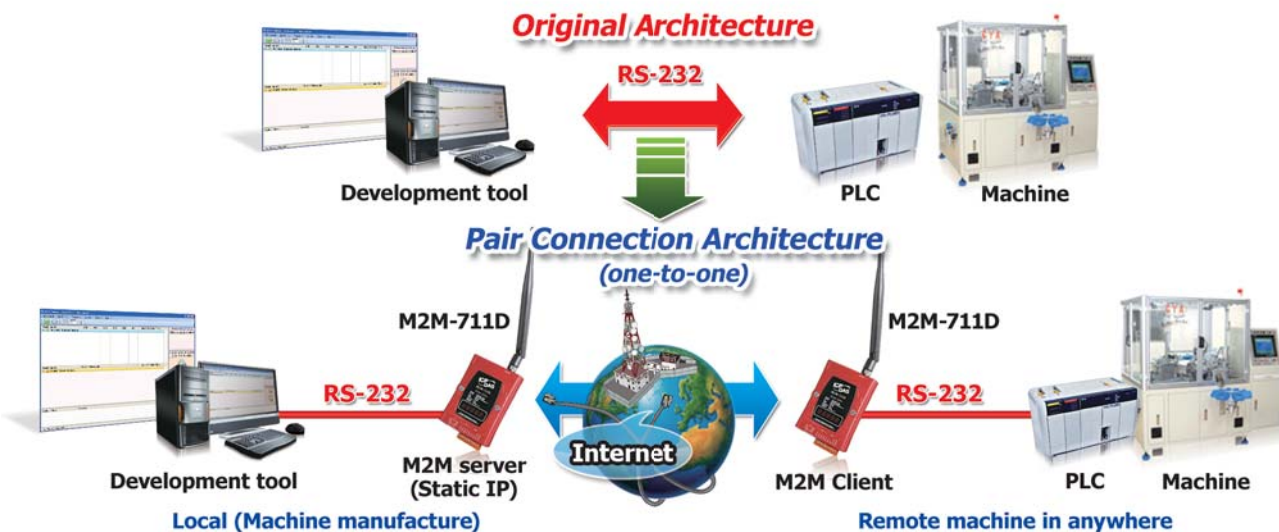 Original Architecture
RS-232
Development tool
PLC
Machine
Pair Connection Architecture
(one-to-one)
M2M-711D
M2M-711D
RS-232
RS-232
Internet
Development tool
M2M server
(Static IP)
M2M Client
PLC
Machine
Local (Machine manufacture)
Remote machine in anywhere